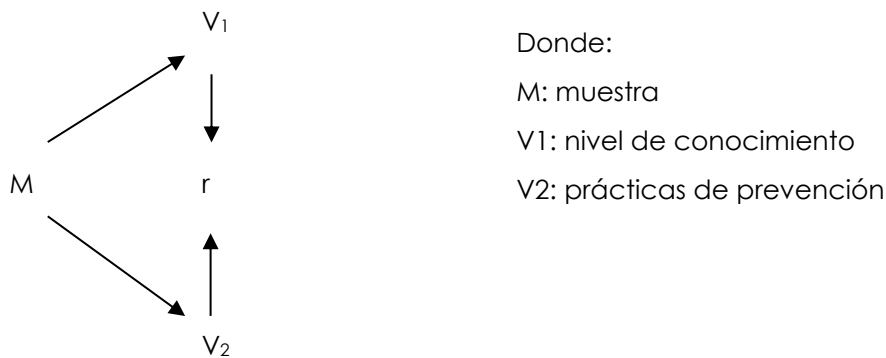 V₁
M r
V₂
Donde:
M: muestra
V1: nivel de conocimiento
V2: prácticas de prevención